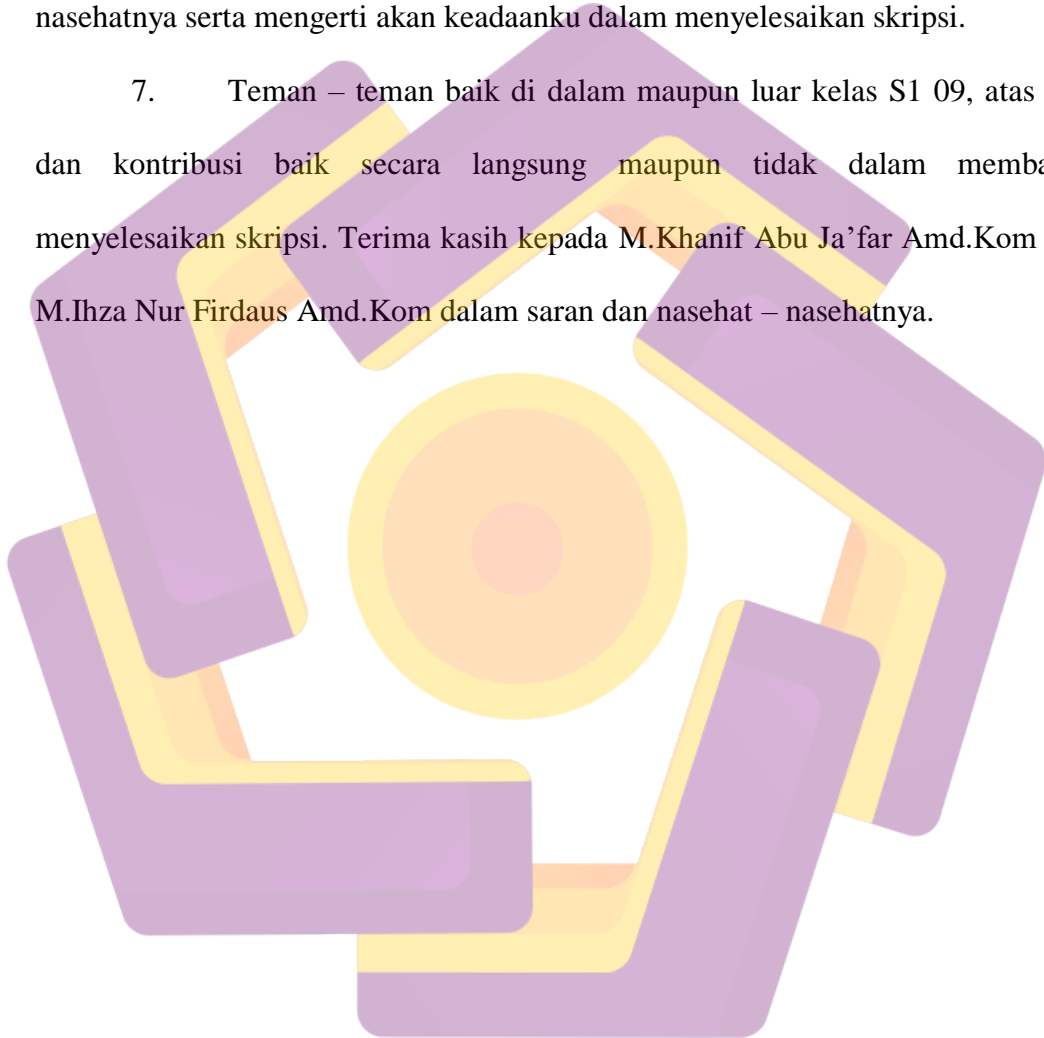 nasehatnya serta mengerti akan keadaanku dalam menyelesaikan skripsi.
7. Teman – teman baik di dalam maupun luar kelas S1 09, atas
dan kontribusi baik secara langsung maupun tidak dalam memba
menyelesaikan skripsi. Terima kasih kepada M.Khanif Abu Ja’far Amd.Kom
M.Ihza Nur Firdaus Amd.Kom dalam saran dan nasehat – nasehatnya.